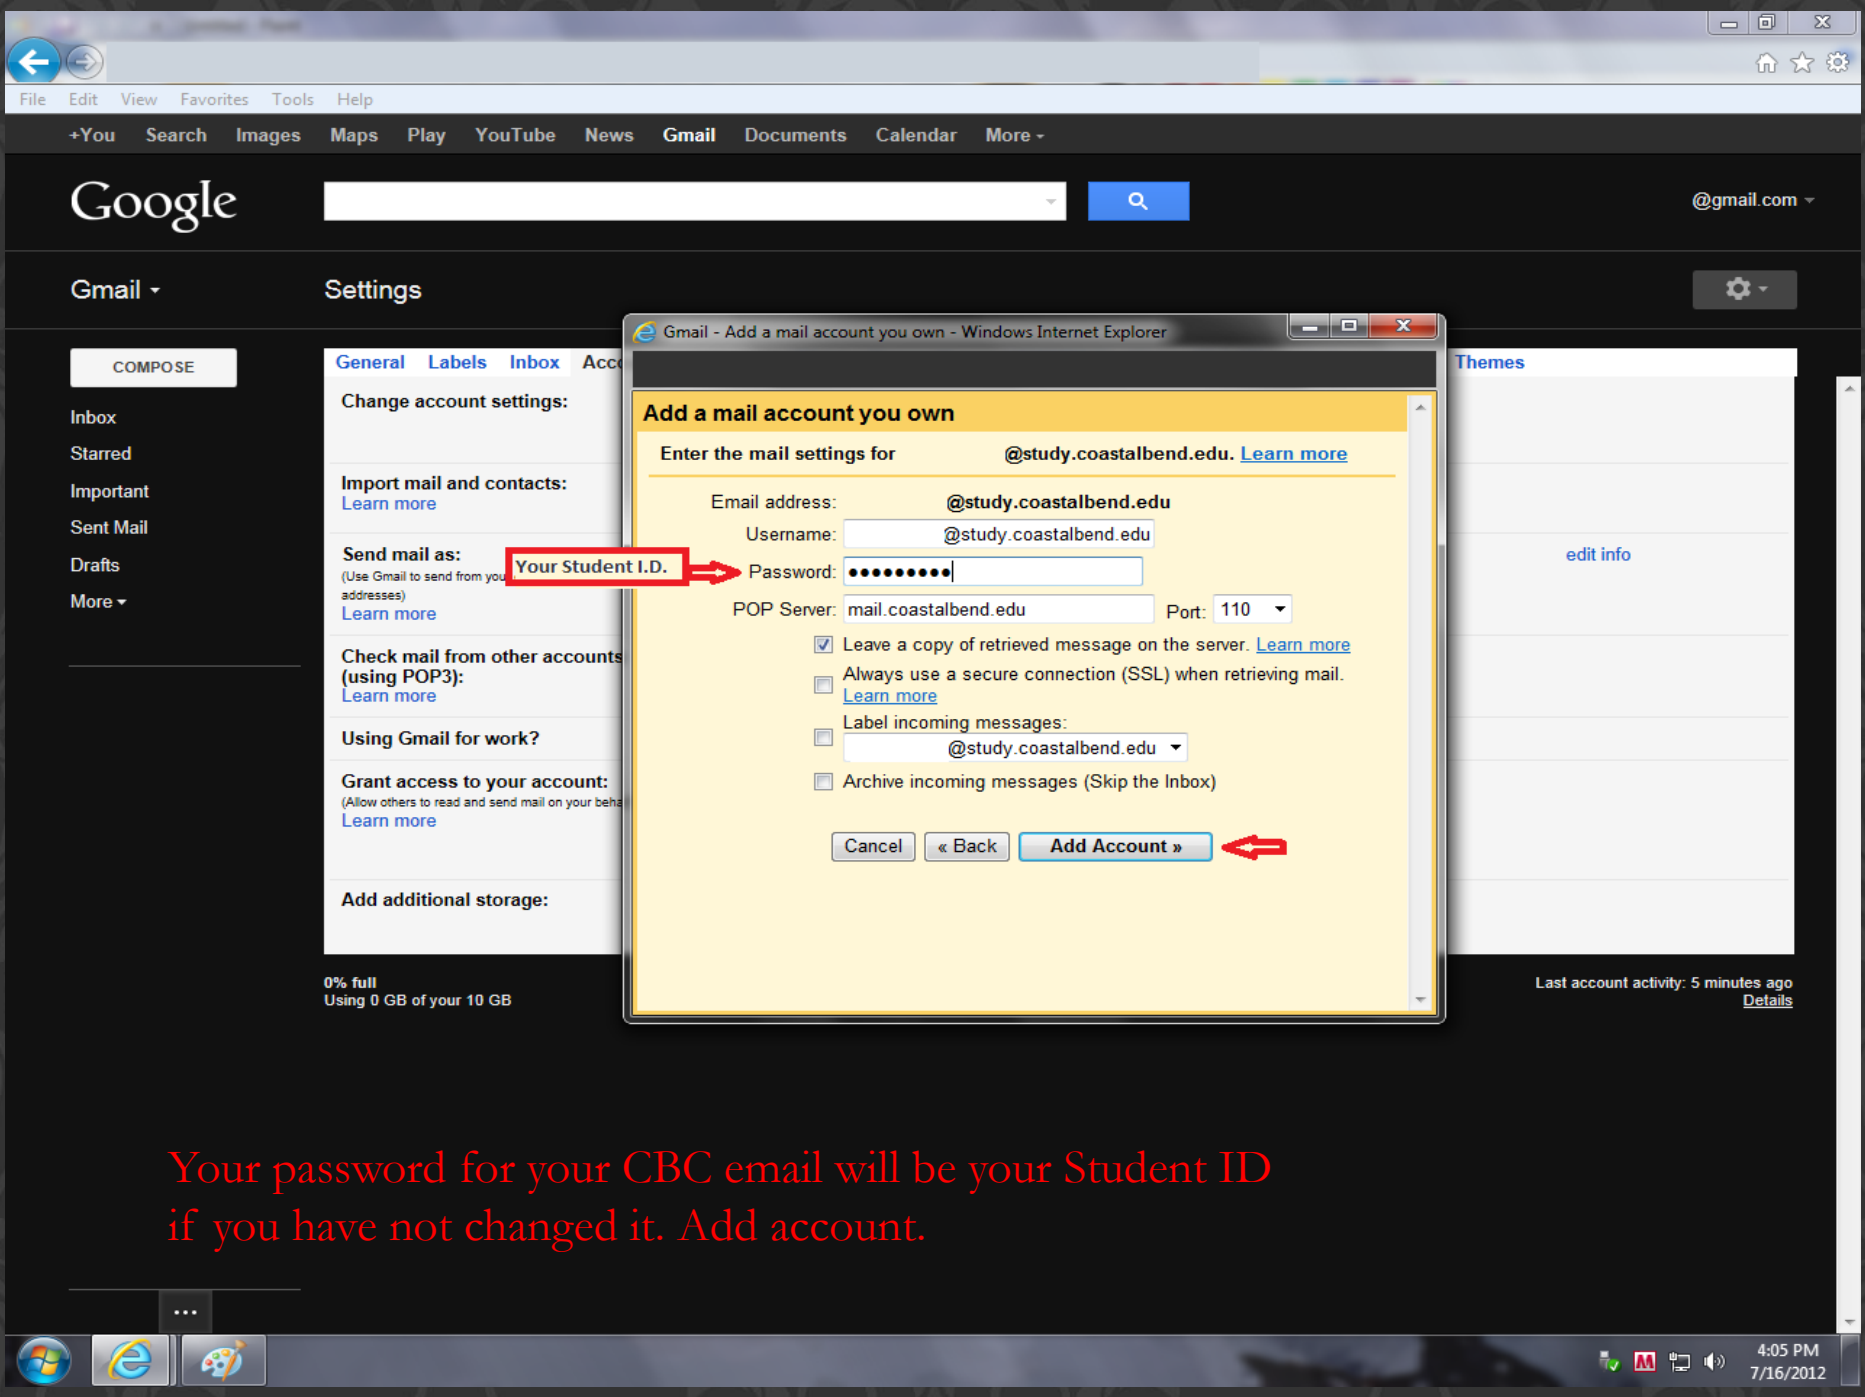 File Edit View Favorites Tools Help
+You Search Images Maps Play YouTube News Gmail Documents Calendar More
Google
@gmail.com
Gmail
Settings
COMPOSE
Inbox
Starred
Important
Sent Mail
Drafts
More
General Labels Inbox Acco
Themes
Change account settings:
Import mail and contacts:
Learn more
Send mail as:
(Use Gmail to send from you
addresses)
Learn more
edit info
Check mail from other accounts
(using POP3):
Learn more
Using Gmail for work?
Grant access to your account:
(Allow others to read and send mail on your beha
Learn more
Add additional storage:
0% full
Using 0 GB of your 10 GB
Last account activity: 5 minutes ago
Details
Gmail - Add a mail account you own - Windows Internet Explorer
Add a mail account you own
Enter the mail settings for @study.coastalbend.edu. Learn more
Email address: @study.coastalbend.edu
Username: @study.coastalbend.edu
Your Student I.D.
Password: •••••••••
POP Server: mail.coastalbend.edu Port: 110
Leave a copy of retrieved message on the server. Learn more
Always use a secure connection (SSL) when retrieving mail.
Learn more
Label incoming messages:
@study.coastalbend.edu
Archive incoming messages (Skip the Inbox)
Cancel « Back Add Account »
Your password for your CBC email will be your Student ID
if you have not changed it. Add account.
4:05 PM
7/16/2012